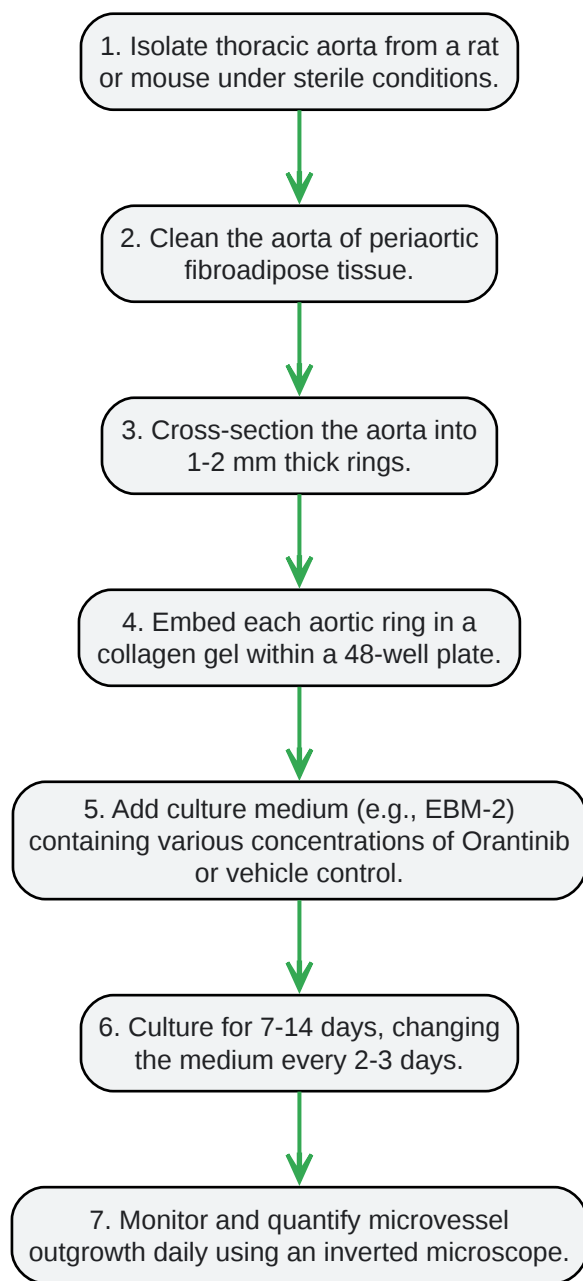 1. Isolate thoracic aorta from a rat
or mouse under sterile conditions.
2. Clean the aorta of periaortic
fibroadipose tissue.
3. Cross-section the aorta into
1-2 mm thick rings.
4. Embed each aortic ring in a
collagen gel within a 48-well plate.
5. Add culture medium (e.g., EBM-2)
containing various concentrations of Orantinib
or vehicle control.
6. Culture for 7-14 days, changing
the medium every 2-3 days.
7. Monitor and quantify microvessel
outgrowth daily using an inverted microscope.